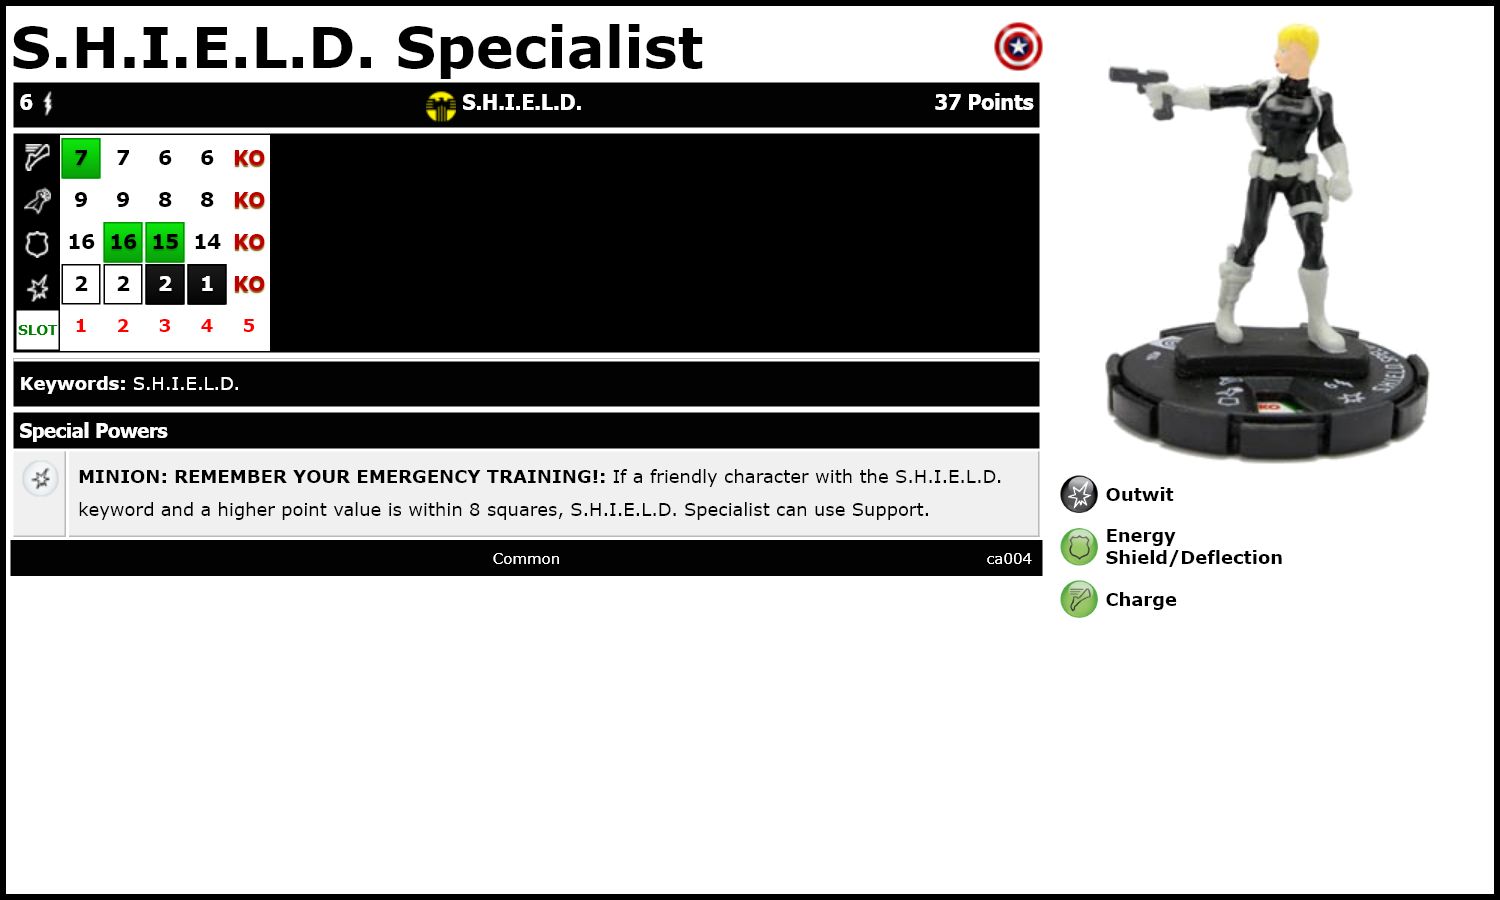 S.H.I.E.L.D. Specialist
6 S.H.I.E.L.D. 37 Points
7 7 6 6 KO
9 9 8 8 KO
16 16 15 14 KO
2 2 2 1 KO
SLOT 1 2 3 4 5
Keywords: S.H.I.E.L.D.
Special Powers
MINION: REMEMBER YOUR EMERGENCY TRAINING!: If a friendly character with the S.H.I.E.L.D.
keyword and a higher point value is within 8 squares, S.H.I.E.L.D. Specialist can use Support.
Common ca004
KO
Outwit
Energy
Shield/Deflection
Charge